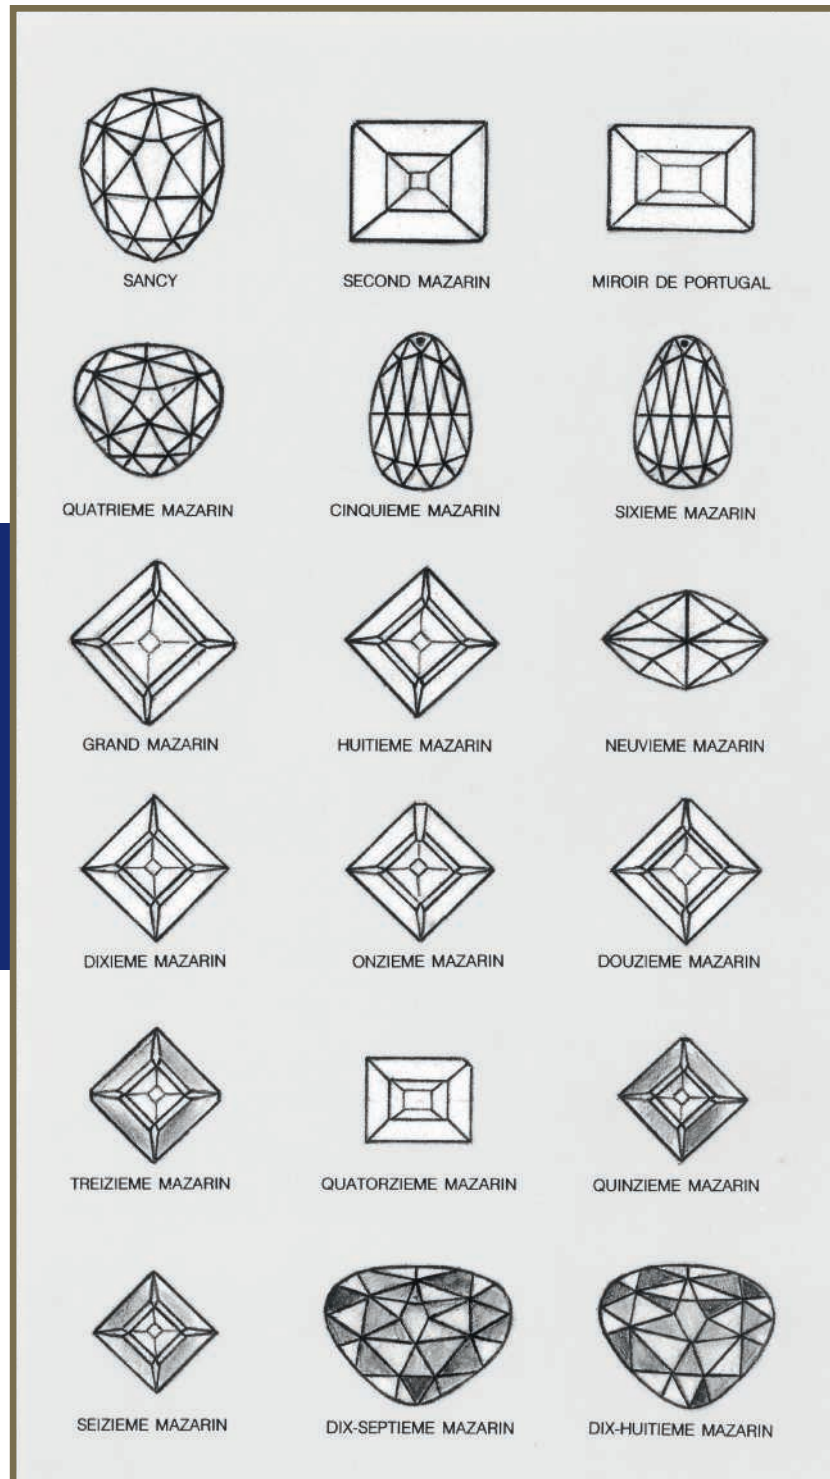 SANCY
SECOND MAZARIN
MIROIR DE PORTUGAL
QUATRIEME MAZARIN
CINQUIEME MAZARIN
SIXIEME MAZARIN
GRAND MAZARIN
HUITIEME MAZARIN
NEUVIEME MAZARIN
DIXIEME MAZARIN
ONZIEME MAZARIN
DOUZIEME MAZARIN
TREIZIEME MAZARIN
QUATORZIEME MAZARIN
QUINZIEME MAZARIN
SEIZIEME MAZARIN
DIX-SEPTIEME MAZARIN
DIX-HUITIEME MAZARIN